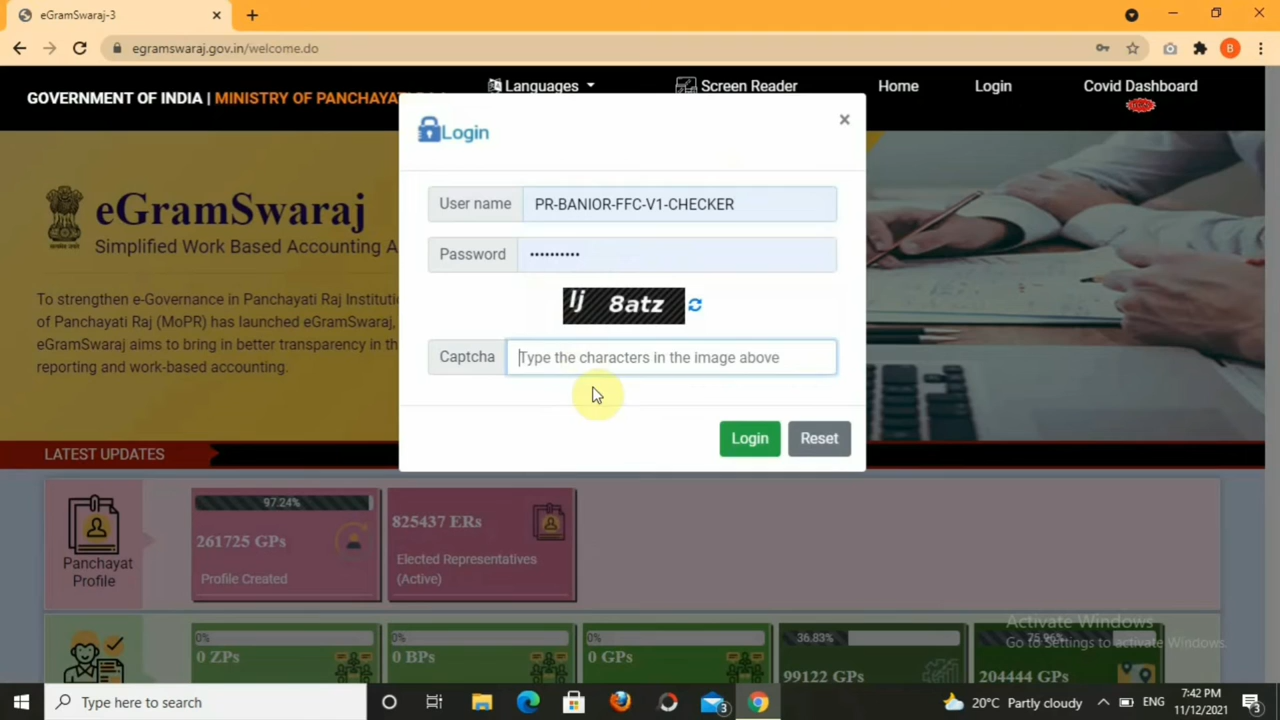 eGramSwaraj-3
egramswaraj.gov.in/welcome.do
B
GOVERNMENT OF INDIA | MINISTRY OF PANCHAYA
Languages
Screen Reader
Home
Login
Covid Dashboard
Login
×
User name
PR-BANIOR-FFC-V1-CHECKER
Password
••••••••••
8atz
Captcha
Type the characters in the image above
Login
Reset
eGramSwaraj
Simplified Work Based Accounting A
To strengthen e-Governance in Panchayati Raj Institutio
of Panchayati Raj (MoPR) has launched eGramSwaraj,
eGramSwaraj aims to bring in better transparency in the
reporting and work-based accounting.
LATEST UPDATES
Panchayat
Profile
97.24%
261725 GPs
Profile Created
825437 ERs
Elected Representatives
(Active)
0%
0 ZPs
0%
0 BPs
0%
0 GPs
36.83%
99122 GPs
75.96%
204444 GPs
Activate Windows
Go to Settings to activate Windows.
Type here to search
3
20°C Partly cloudy
ENG
7:42 PM
11/12/2021
3